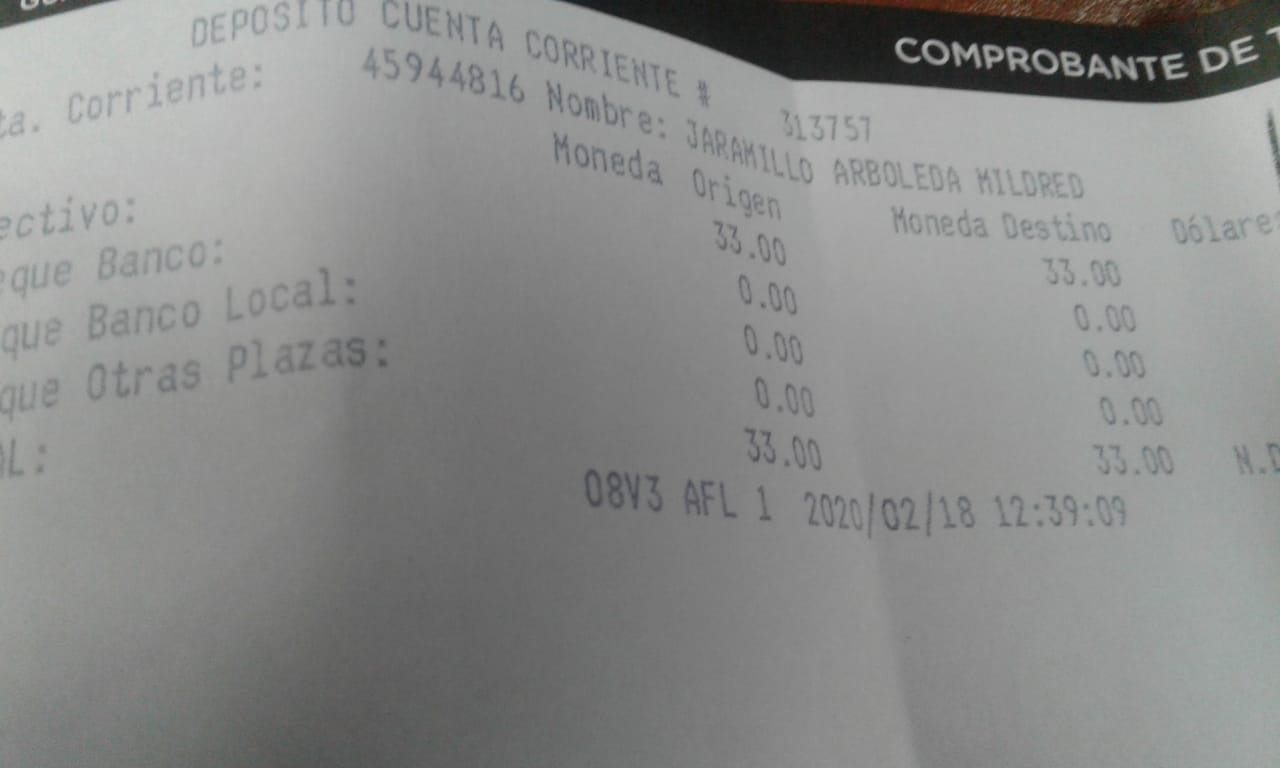 COMPROBANTE DE T
DEPOSITO CUENTA CORRIENTE # 313757
ta. Corriente: 45944816 Nombre: JARAMILLO ARBOLEDA MILDRED
Moneda Origen Moneda Destino Dólares
ectivo: 33.00 33.00
eque Banco: 0.00 0.00
que Banco Local: 0.00 0.00
que Otras Plazas: 0.00 0.00
AL: 33.00 33.00 N.D
08V3 AFL 1 2020/02/18 12:39:09